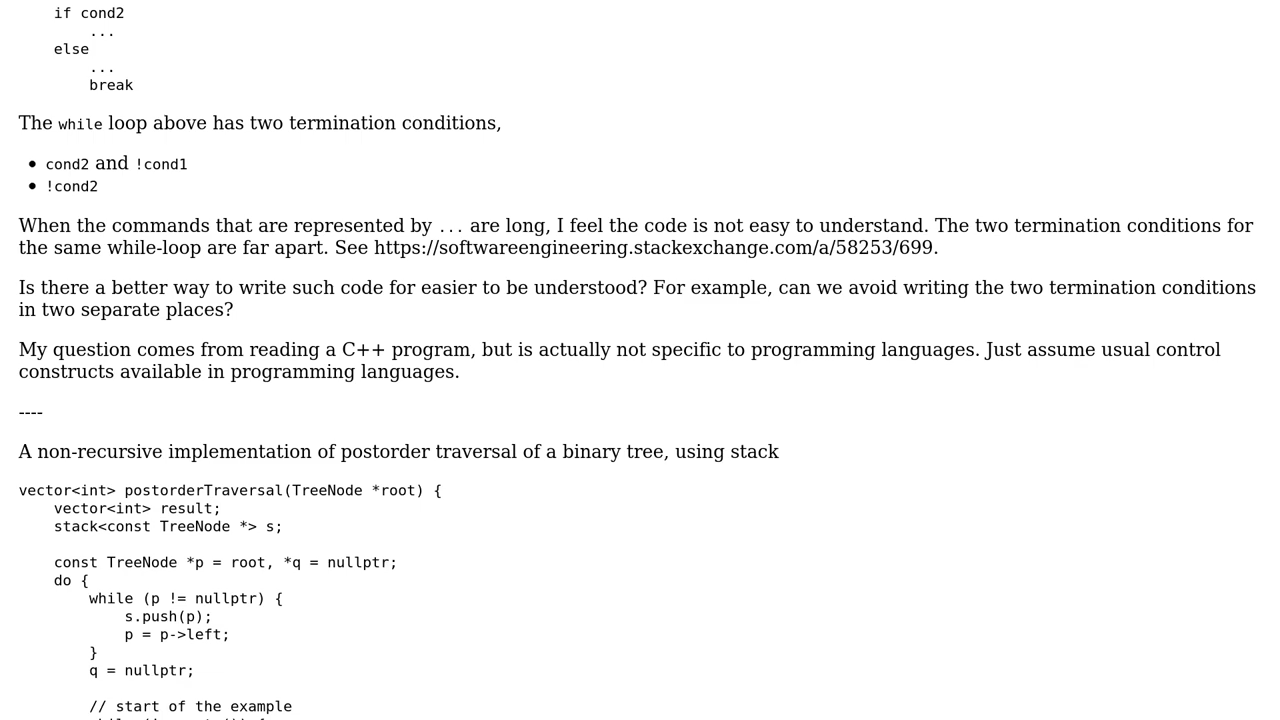 if cond2
...
else
...
break
The while loop above has two termination conditions,
• cond2 and !cond1
• !cond2
When the commands that are represented by ... are long, I feel the code is not easy to understand. The two termination conditions for
the same while-loop are far apart. See https://softwareengineering.stackexchange.com/a/58253/699.
Is there a better way to write such code for easier to be understood? For example, can we avoid writing the two termination conditions
in two separate places?
My question comes from reading a C++ program, but is actually not specific to programming languages. Just assume usual control
constructs available in programming languages.
----
A non-recursive implementation of postorder traversal of a binary tree, using stack
vector<int> postorderTraversal(TreeNode *root) {
    vector<int> result;
    stack<const TreeNode *> s;
    const TreeNode *p = root, *q = nullptr;
    do {
        while (p != nullptr) {
            s.push(p);
            p = p->left;
        }
        q = nullptr;
        // start of the example